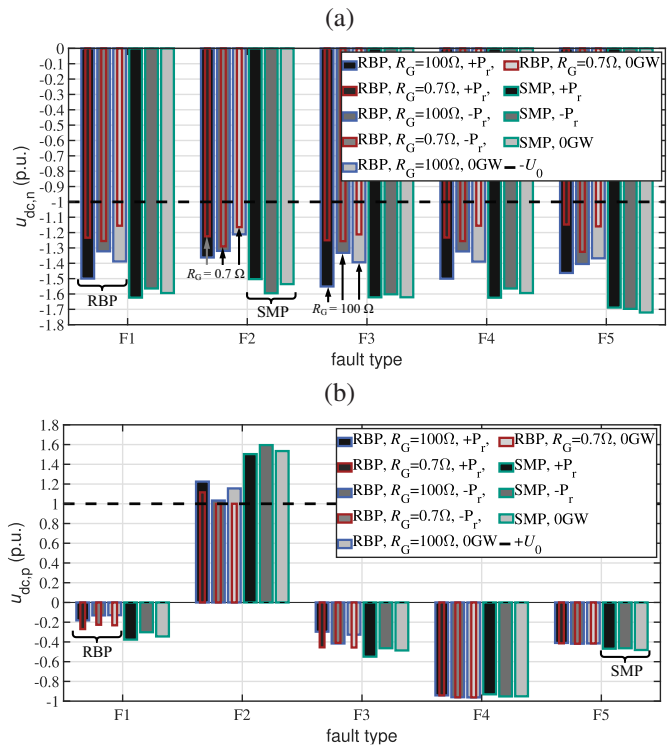 (a)
0
-0.1
-0.2
-0.3
-0.4
-0.5
-0.6
-0.7
-0.8
-0.9
-1
-1.1
-1.2
-1.3
-1.4
-1.5
-1.6
-1.7
-1.8
u_dc,n (p.u.)
RBP, R_G=100Ω, +P_r,
RBP, R_G=0.7Ω, +P_r,
RBP, R_G=100Ω, -P_r,
RBP, R_G=0.7Ω, -P_r,
RBP, R_G=100Ω, 0GW
RBP, R_G=0.7Ω, 0GW
SMP, +P_r
SMP, -P_r
SMP, 0GW
-U_0
RBP
R_G = 0.7 Ω
SMP
R_G = 100 Ω
F1 F2 F3 F4 F5
fault type
(b)
1.8
1.6
1.4
1.2
1
0.8
0.6
0.4
0.2
0
-0.2
-0.4
-0.6
-0.8
-1
u_dc,p (p.u.)
RBP, R_G=100Ω, +P_r,
RBP, R_G=0.7Ω, +P_r,
RBP, R_G=100Ω, -P_r,
RBP, R_G=0.7Ω, -P_r,
RBP, R_G=100Ω, 0GW
RBP, R_G=0.7Ω, 0GW
SMP, +P_r
SMP, -P_r
SMP, 0GW
+U_0
RBP
SMP
F1 F2 F3 F4 F5
fault type